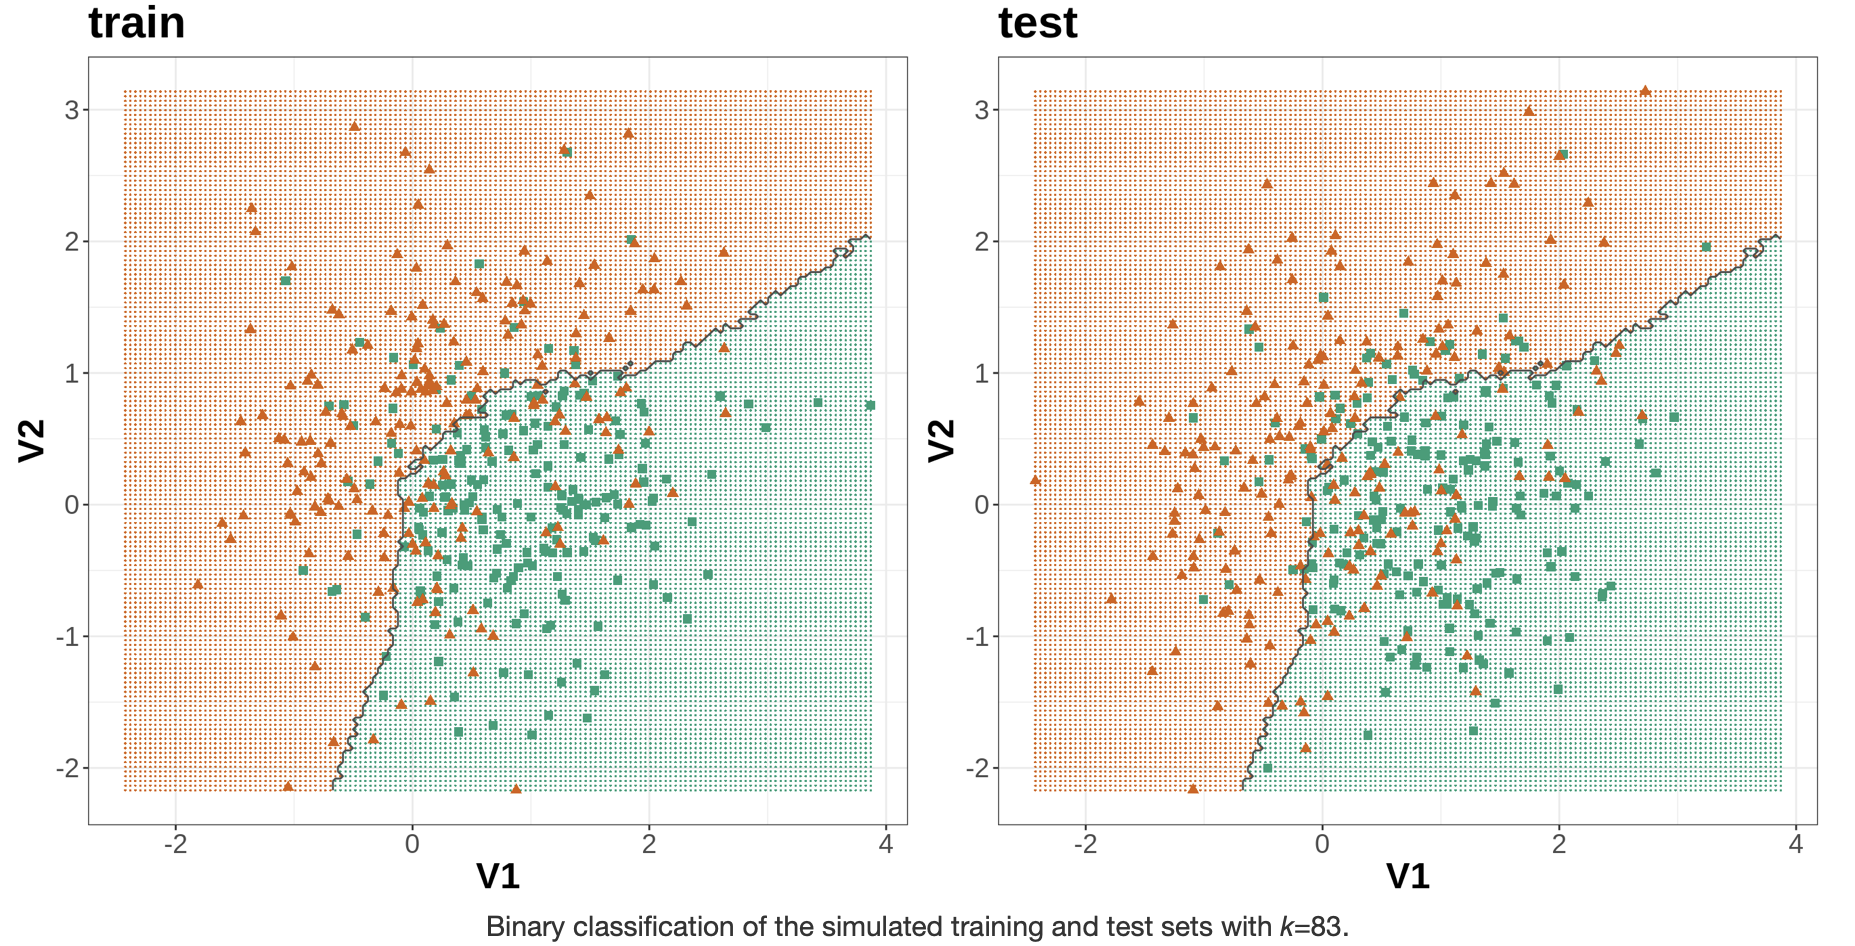 train
test
3
2
1
0
-1
-2
V2
-2
0
2
4
V1
3
2
1
0
-1
-2
V2
-2
0
2
4
V1
Binary classification of the simulated training and test sets with k=83.